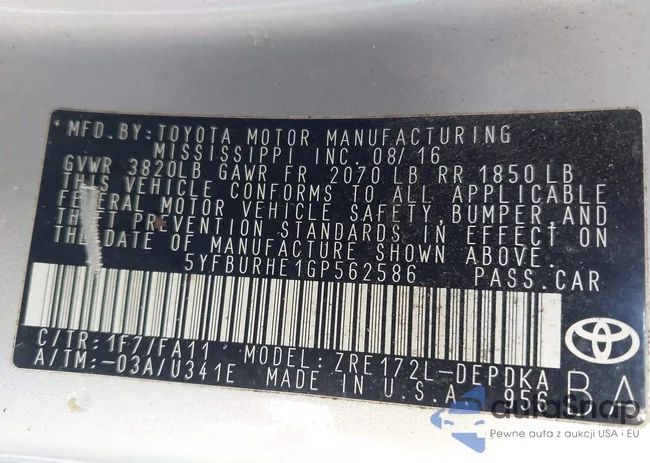 MFD. BY: TOYOTA MOTOR MANUFACTURING
MISSISSIPPI INC. 08/16
GVWR 3820LB GAWR FR 2070 LB RR 1850 LB
THIS VEHICLE CONFORMS TO ALL APPLICABLE
FEDERAL MOTOR VEHICLE SAFETY, BUMPER, AND
THEFT PREVENTION STANDARDS IN EFFECT ON
THE DATE OF MANUFACTURE SHOWN ABOVE.
5YFBURHE1GP562586 PASS. CAR
C/TR: 1F7/FA11 MODEL: ZRE172L-DEPDKA
A/TM: -03A/U341E MADE IN U.S.A. 956 BA
autoSnap
Pewne auta z aukcji USA i EU